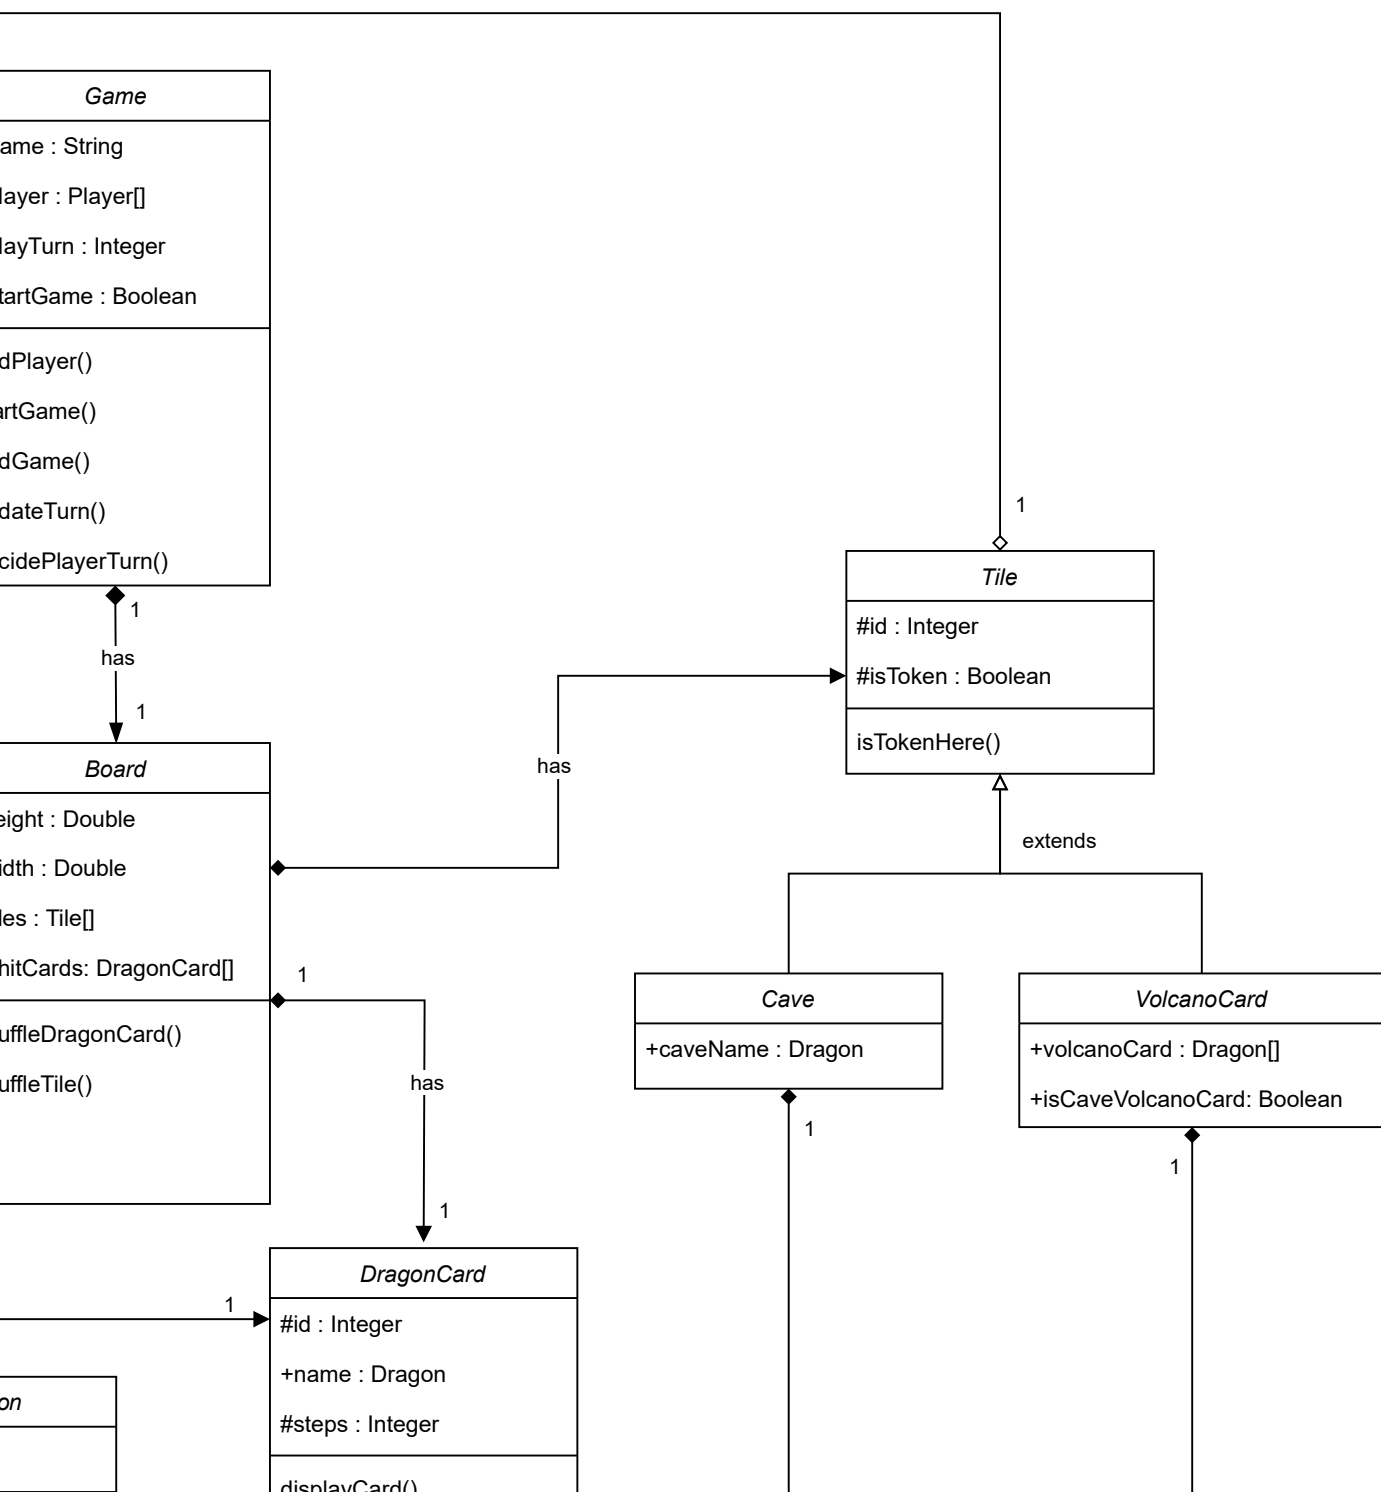 Game
ame : String
layer : Player[]
layTurn : Integer
tartGame : Boolean
dPlayer()
artGame()
dGame()
dateTurn()
cidePlayerTurn()
1
has
1
Board
eight : Double
idth : Double
les : Tile[]
hitCards: DragonCard[]
uffleDragonCard()
uffleTile()
has
1
Tile
#id : Integer
#isToken : Boolean
isTokenHere()
extends
Cave
+caveName : Dragon
1
VolcanoCard
+volcanoCard : Dragon[]
+isCaveVolcanoCard: Boolean
1
1
has
1
DragonCard
#id : Integer
+name : Dragon
#steps : Integer
displayCard()
1
on